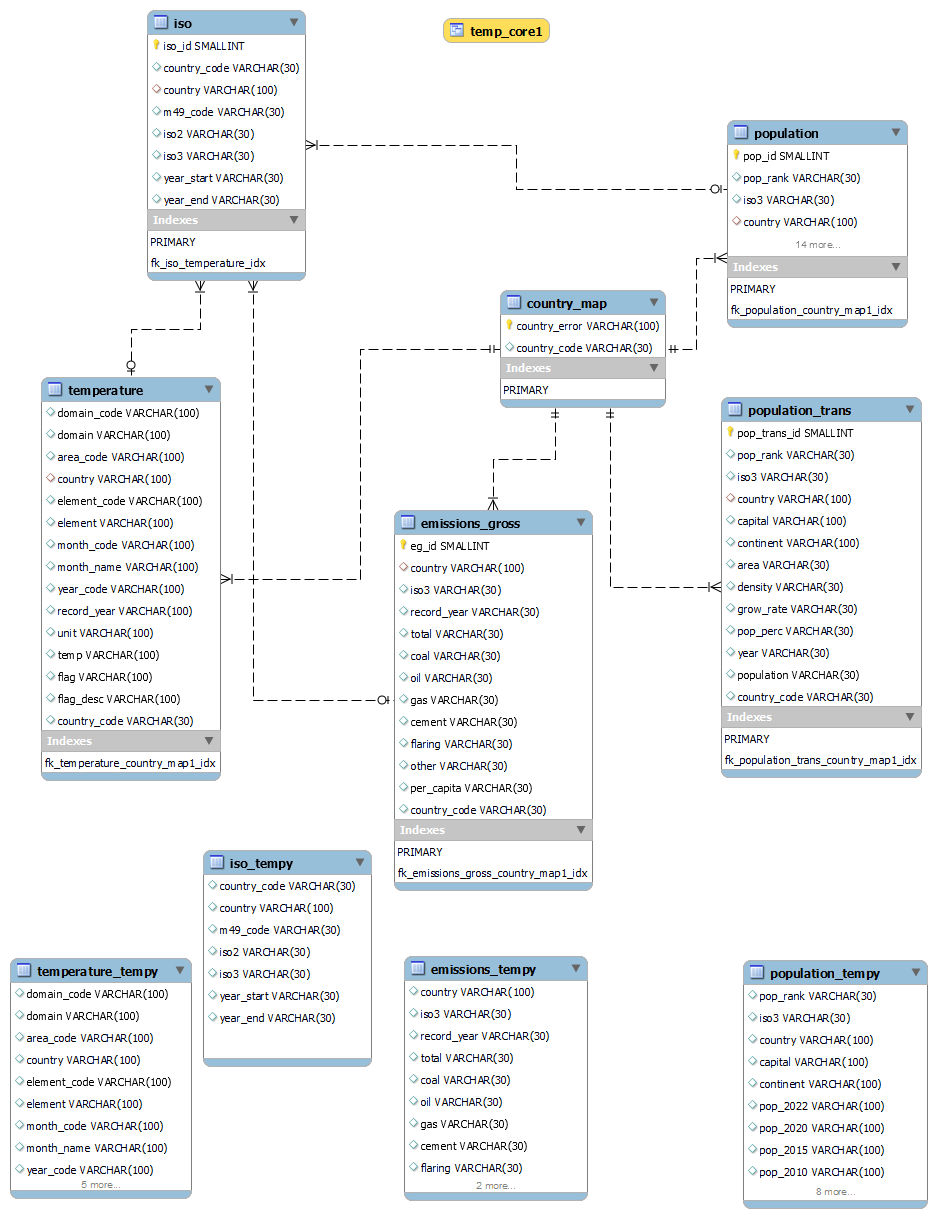 iso
iso_id SMALLINT
country_code VARCHAR(30)
country VARCHAR(100)
m49_code VARCHAR(30)
iso2 VARCHAR(30)
iso3 VARCHAR(30)
year_start VARCHAR(30)
year_end VARCHAR(30)
Indexes
PRIMARY
fk_iso_temperature_idx
temp_core1
population
pop_id SMALLINT
pop_rank VARCHAR(30)
iso3 VARCHAR(30)
country VARCHAR(100)
14 more...
Indexes
PRIMARY
fk_population_country_map1_idx
country_map
country_error VARCHAR(100)
country_code VARCHAR(30)
Indexes
PRIMARY
temperature
domain_code VARCHAR(100)
domain VARCHAR(100)
area_code VARCHAR(100)
country VARCHAR(100)
element_code VARCHAR(100)
element VARCHAR(100)
month_code VARCHAR(100)
month_name VARCHAR(100)
year_code VARCHAR(100)
record_year VARCHAR(100)
unit VARCHAR(100)
temp VARCHAR(100)
flag VARCHAR(100)
flag_desc VARCHAR(100)
country_code VARCHAR(30)
Indexes
fk_temperature_country_map1_idx
population_trans
pop_trans_id SMALLINT
pop_rank VARCHAR(30)
iso3 VARCHAR(30)
country VARCHAR(100)
capital VARCHAR(100)
continent VARCHAR(100)
area VARCHAR(30)
density VARCHAR(30)
grow_rate VARCHAR(30)
pop_perc VARCHAR(30)
year VARCHAR(30)
population VARCHAR(30)
country_code VARCHAR(30)
Indexes
PRIMARY
fk_population_trans_country_map1_idx
emissions_gross
eg_id SMALLINT
country VARCHAR(100)
iso3 VARCHAR(30)
record_year VARCHAR(30)
total VARCHAR(30)
coal VARCHAR(30)
oil VARCHAR(30)
gas VARCHAR(30)
cement VARCHAR(30)
flaring VARCHAR(30)
other VARCHAR(30)
per_capita VARCHAR(30)
country_code VARCHAR(30)
Indexes
PRIMARY
fk_emissions_gross_country_map1_idx
iso_tempy
country_code VARCHAR(30)
country VARCHAR(100)
m49_code VARCHAR(30)
iso2 VARCHAR(30)
iso3 VARCHAR(30)
year_start VARCHAR(30)
year_end VARCHAR(30)
temperature_tempy
domain_code VARCHAR(100)
domain VARCHAR(100)
area_code VARCHAR(100)
country VARCHAR(100)
element_code VARCHAR(100)
element VARCHAR(100)
month_code VARCHAR(100)
month_name VARCHAR(100)
year_code VARCHAR(100)
6 more...
emissions_tempy
country VARCHAR(100)
iso3 VARCHAR(30)
record_year VARCHAR(30)
total VARCHAR(30)
coal VARCHAR(30)
oil VARCHAR(30)
gas VARCHAR(30)
cement VARCHAR(30)
flaring VARCHAR(30)
2 more...
population_tempy
pop_rank VARCHAR(30)
iso3 VARCHAR(30)
country VARCHAR(100)
capital VARCHAR(100)
continent VARCHAR(100)
pop_2022 VARCHAR(100)
pop_2020 VARCHAR(100)
pop_2015 VARCHAR(100)
pop_2010 VARCHAR(100)
8 more...